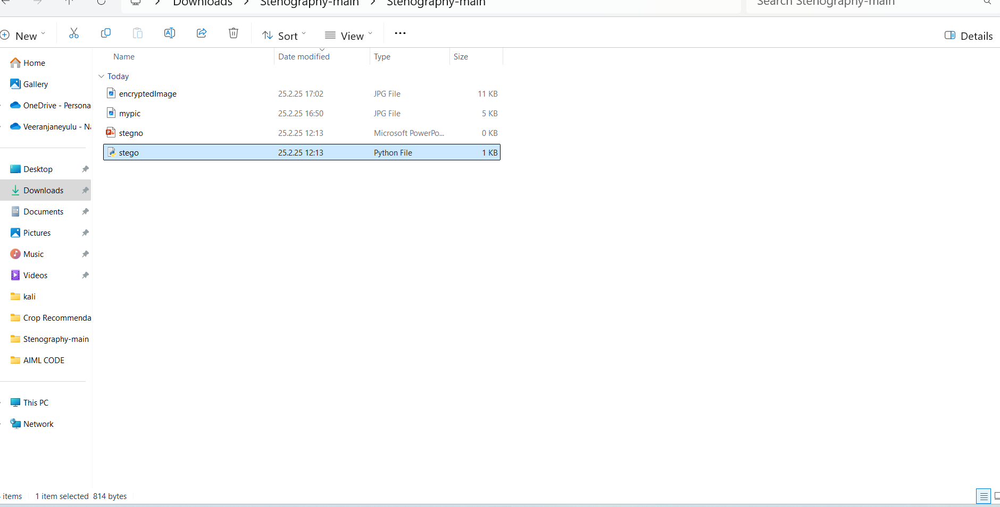 Downloads > Stenography-main > Stenography-main
Search Stenography-main
New
Sort
View
Details
Name Date modified Type Size
Today
encryptedImage 25.2.25 17:02 JPG File 11 KB
mypic 25.2.25 16:50 JPG File 5 KB
stegno 25.2.25 12:13 Microsoft PowerPo... 0 KB
stego 25.2.25 12:13 Python File 1 KB
Home
Gallery
OneDrive - Persona
Veeranjaneyulu - Na
Desktop
Downloads
Documents
Pictures
Music
Videos
kali
Crop Recommenda
Stenography-main
AIML CODE
This PC
Network
items 1 item selected 814 bytes